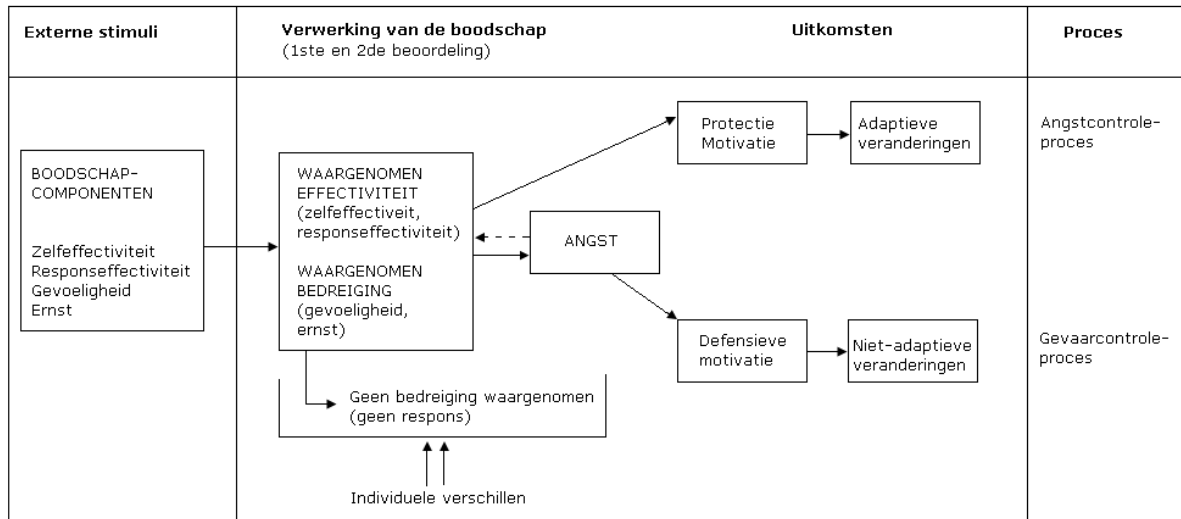 Externe stimuli
Verwerking van de boodschap
(1ste en 2de beoordeling)
Uitkomsten
Proces
BOODSCHAP-
COMPONENTEN
Zelfeffectiviteit
Responseffectiviteit
Gevoeligheid
Ernst
WAARGENOMEN
EFFECTIVITEIT
(zelfeffectiveit,
responseffectiviteit)
WAARGENOMEN
BEDREIGING
(gevoeligheid,
ernst)
Geen bedreiging waargenomen
(geen respons)
Individuele verschillen
ANGST
Protectie
Motivatie
Adaptieve
veranderingen
Defensieve
motivatie
Niet-adaptieve
veranderingen
Angstcontrole-
proces
Gevaarcontrole-
proces